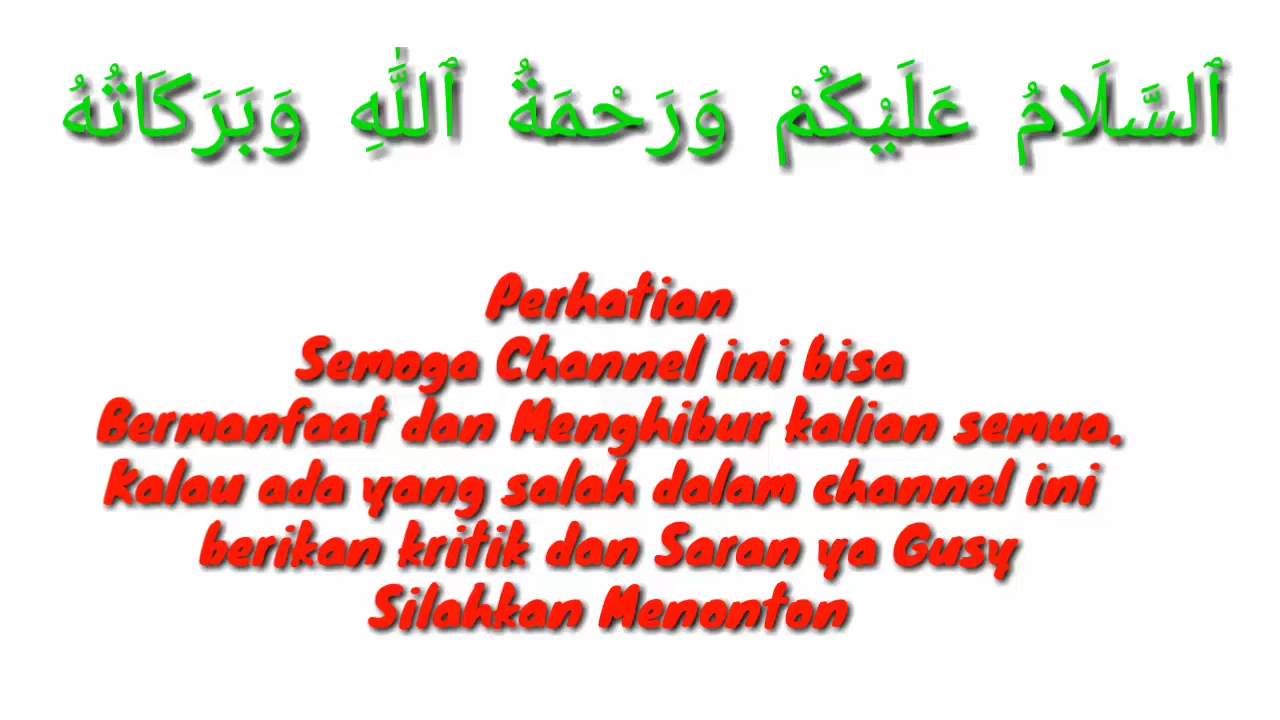 ٱلسَّلَامُ عَلَيْكُمْ وَرَحْمَةُ ٱللَّٰهِ وَبَرَكَاتُهُ
Perhatian
Semoga Channel ini bisa
Bermanfaat dan Menghibur kalian semua.
Kalau ada yang salah dalam channel ini
berikan kritik dan Saran ya Gusy
Silahkan Menonton